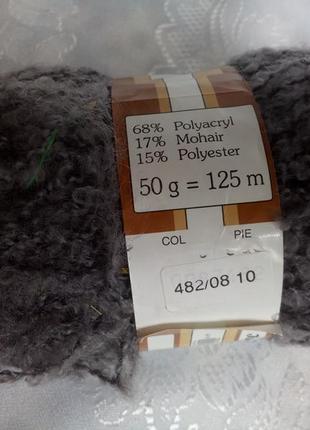 68% Polyacryl
17% Mohair
15% Polyester
50 g = 125 m
COL PIE
482/08 10